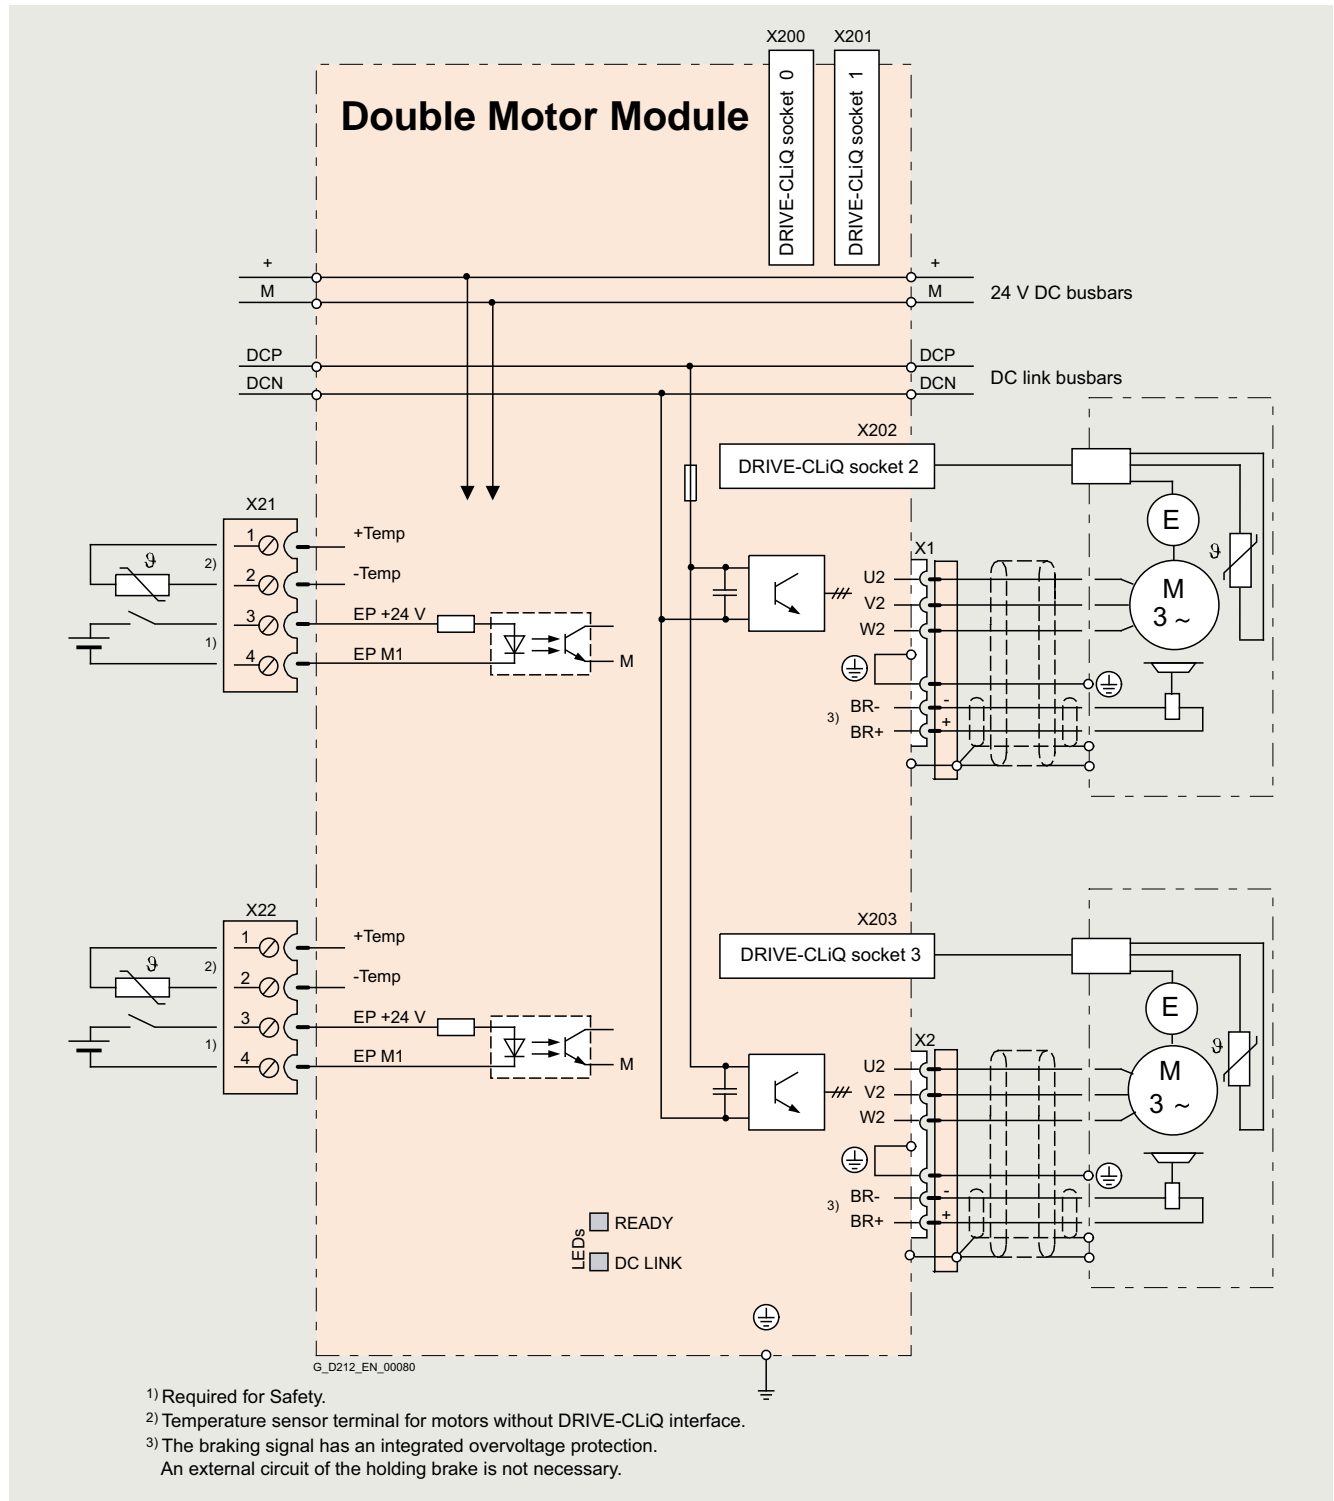 X200 X201
Double Motor Module
DRIVE-CLiQ socket 0
DRIVE-CLiQ socket 1
+ +
M M
24 V DC busbars
DCP DCP
DCN DCN
DC link busbars
X202
DRIVE-CLiQ socket 2
X21
1 +Temp
2) ϑ
2 -Temp
3 EP +24 V
1)
4 EP M1
M
X1
U2
V2
W2
BR- -
3)
BR+ +
E
ϑ
M
3 ~
X22
1 +Temp
2) ϑ
2 -Temp
3 EP +24 V
1)
4 EP M1
M
X203
DRIVE-CLiQ socket 3
X2
U2
V2
W2
BR- -
3)
BR+ +
E
ϑ
M
3 ~
LEDs
READY
DC LINK
G_D212_EN_00080
1) Required for Safety.
2) Temperature sensor terminal for motors without DRIVE-CLiQ interface.
3) The braking signal has an integrated overvoltage protection.
An external circuit of the holding brake is not necessary.